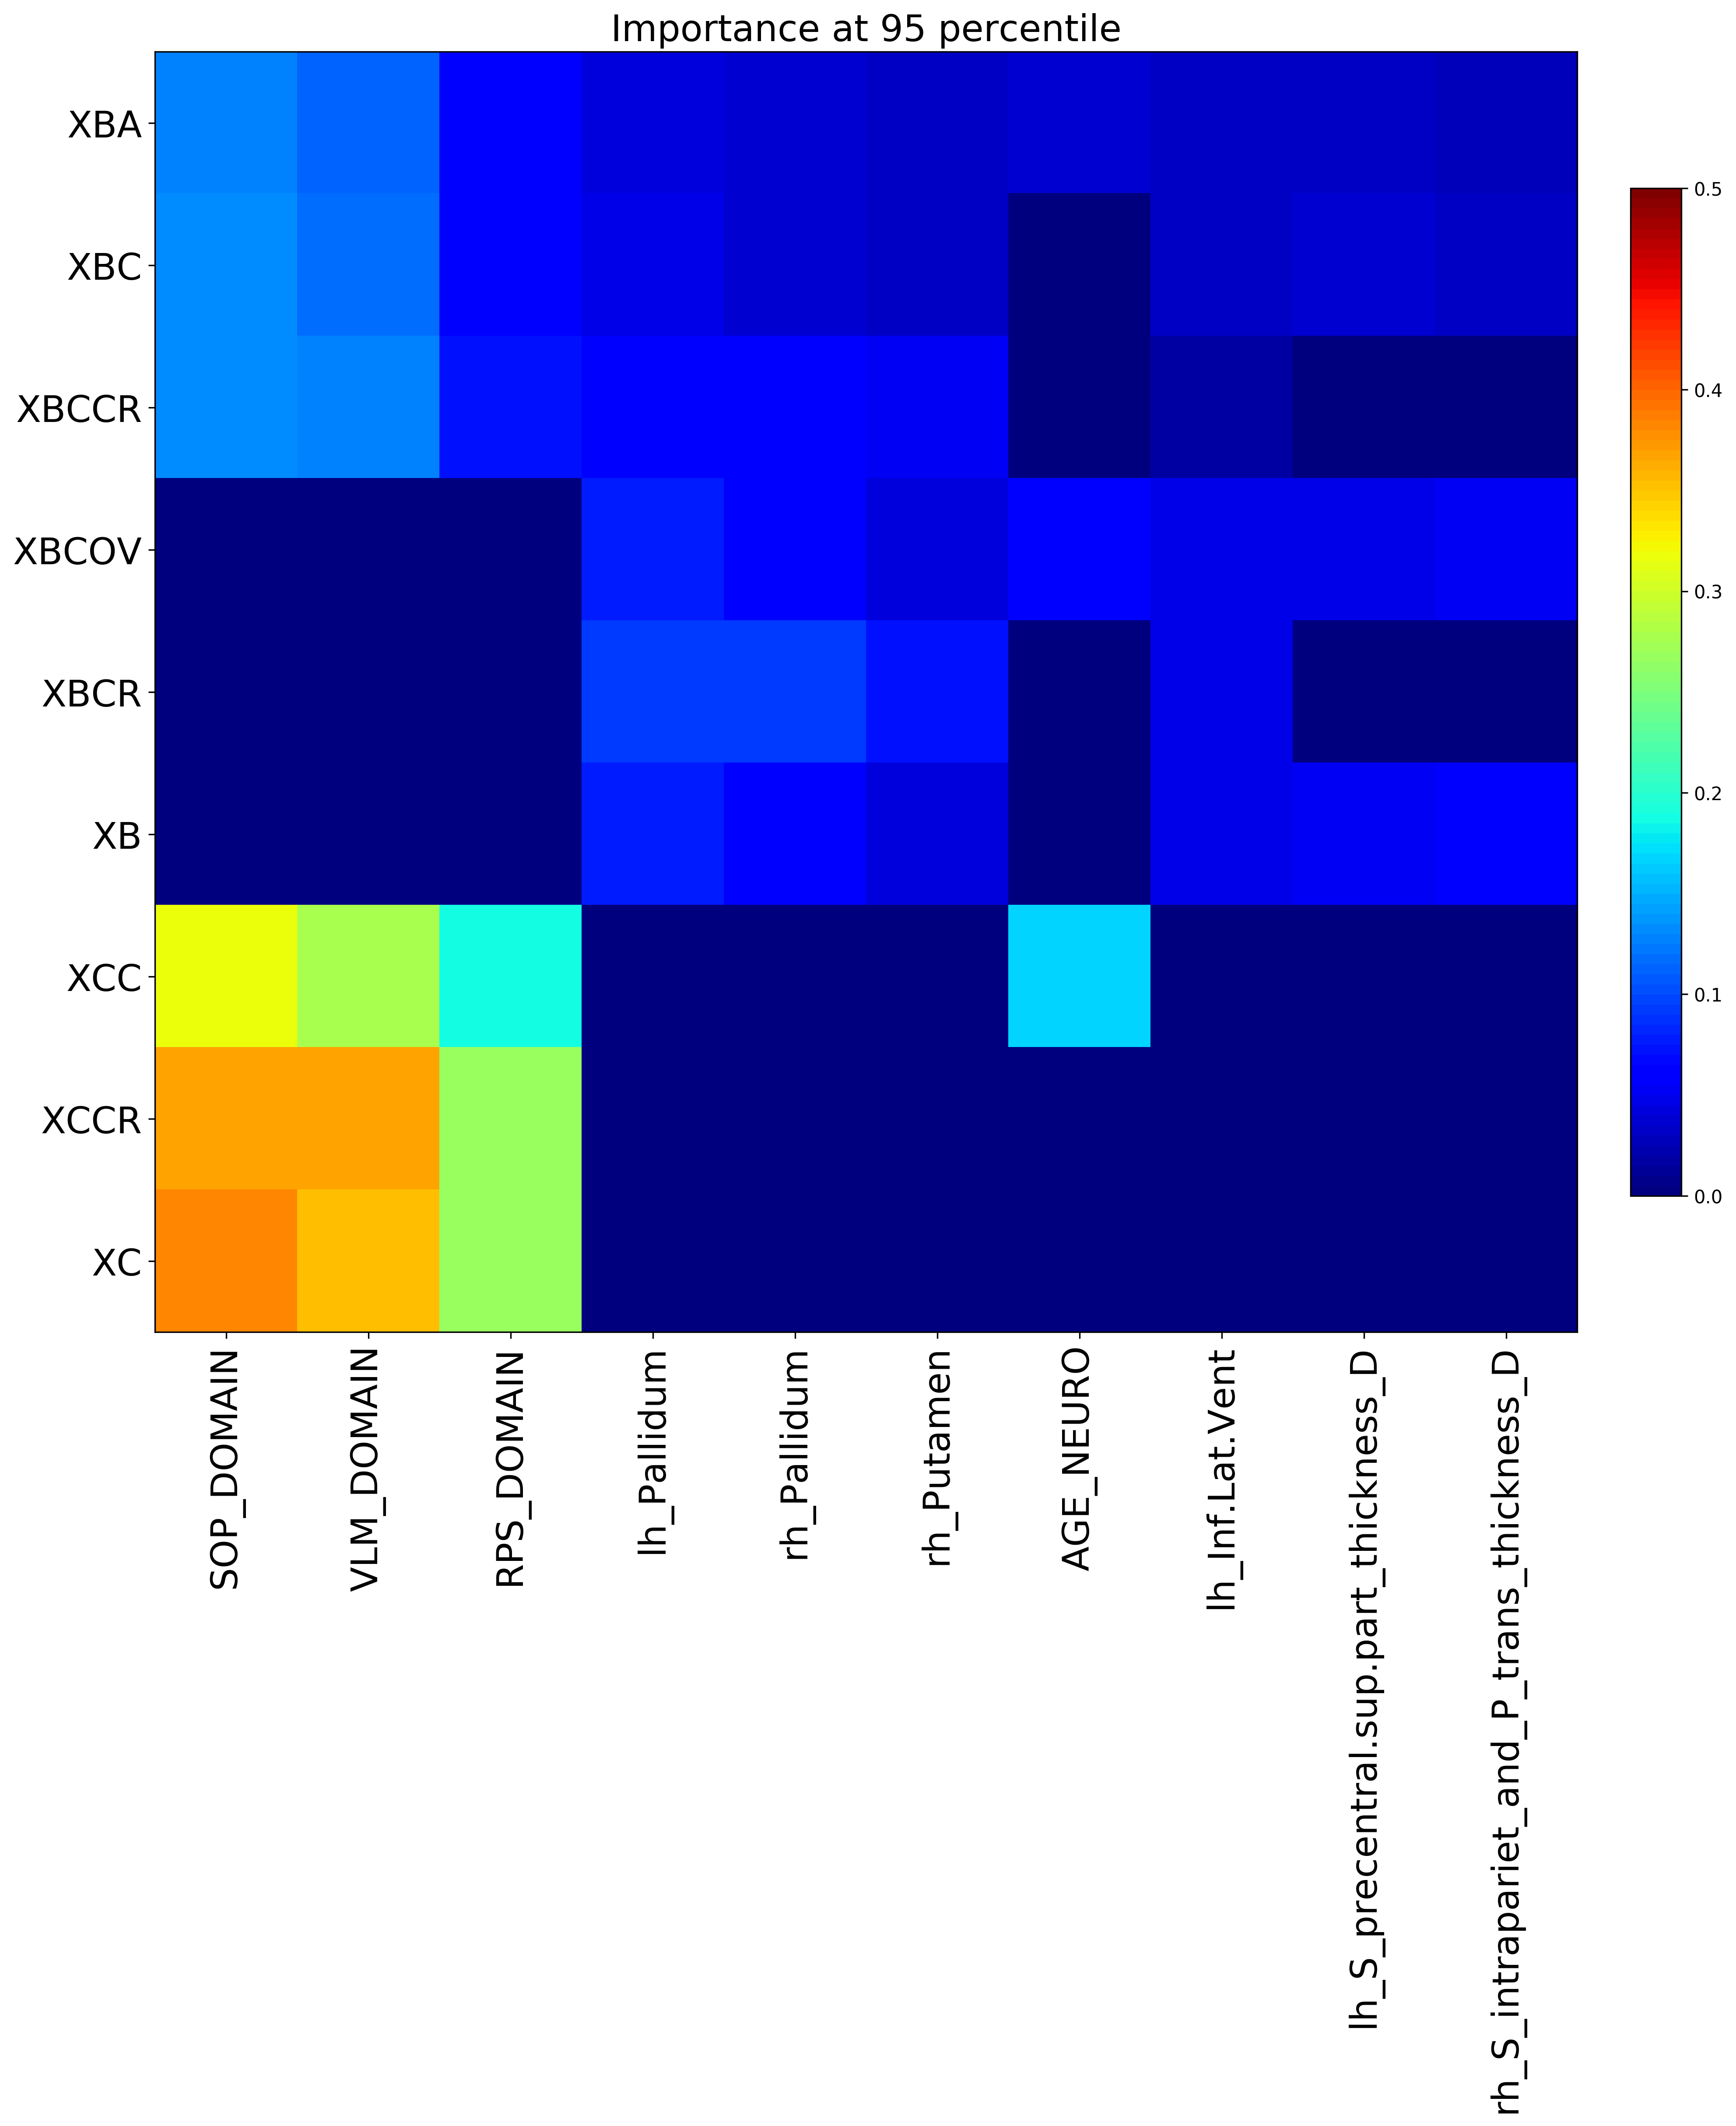 Importance at 95 percentile
XBA
XBC
XBCCR
XBCOV
XBCR
XB
XCC
XCCR
XC
SOP_DOMAIN
VLM_DOMAIN
RPS_DOMAIN
lh_Pallidum
rh_Pallidum
rh_Putamen
AGE_NEURO
lh_Inf.Lat.Vent
lh_S_precentral.sup.part_thickness_D
rh_S_intrapariet_and_P_trans_thickness_D
0.5
0.4
0.3
0.2
0.1
0.0